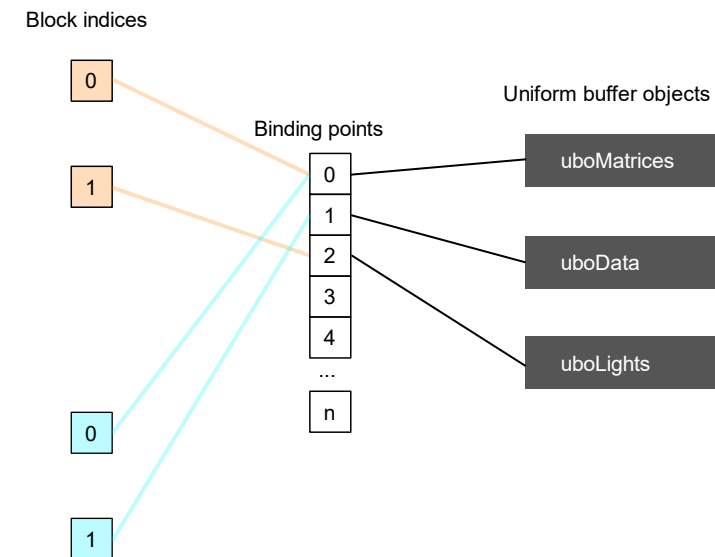 Block indices
0
1
0
1
Binding points
0
1
2
3
4
...
n
Uniform buffer objects
uboMatrices
uboData
uboLights